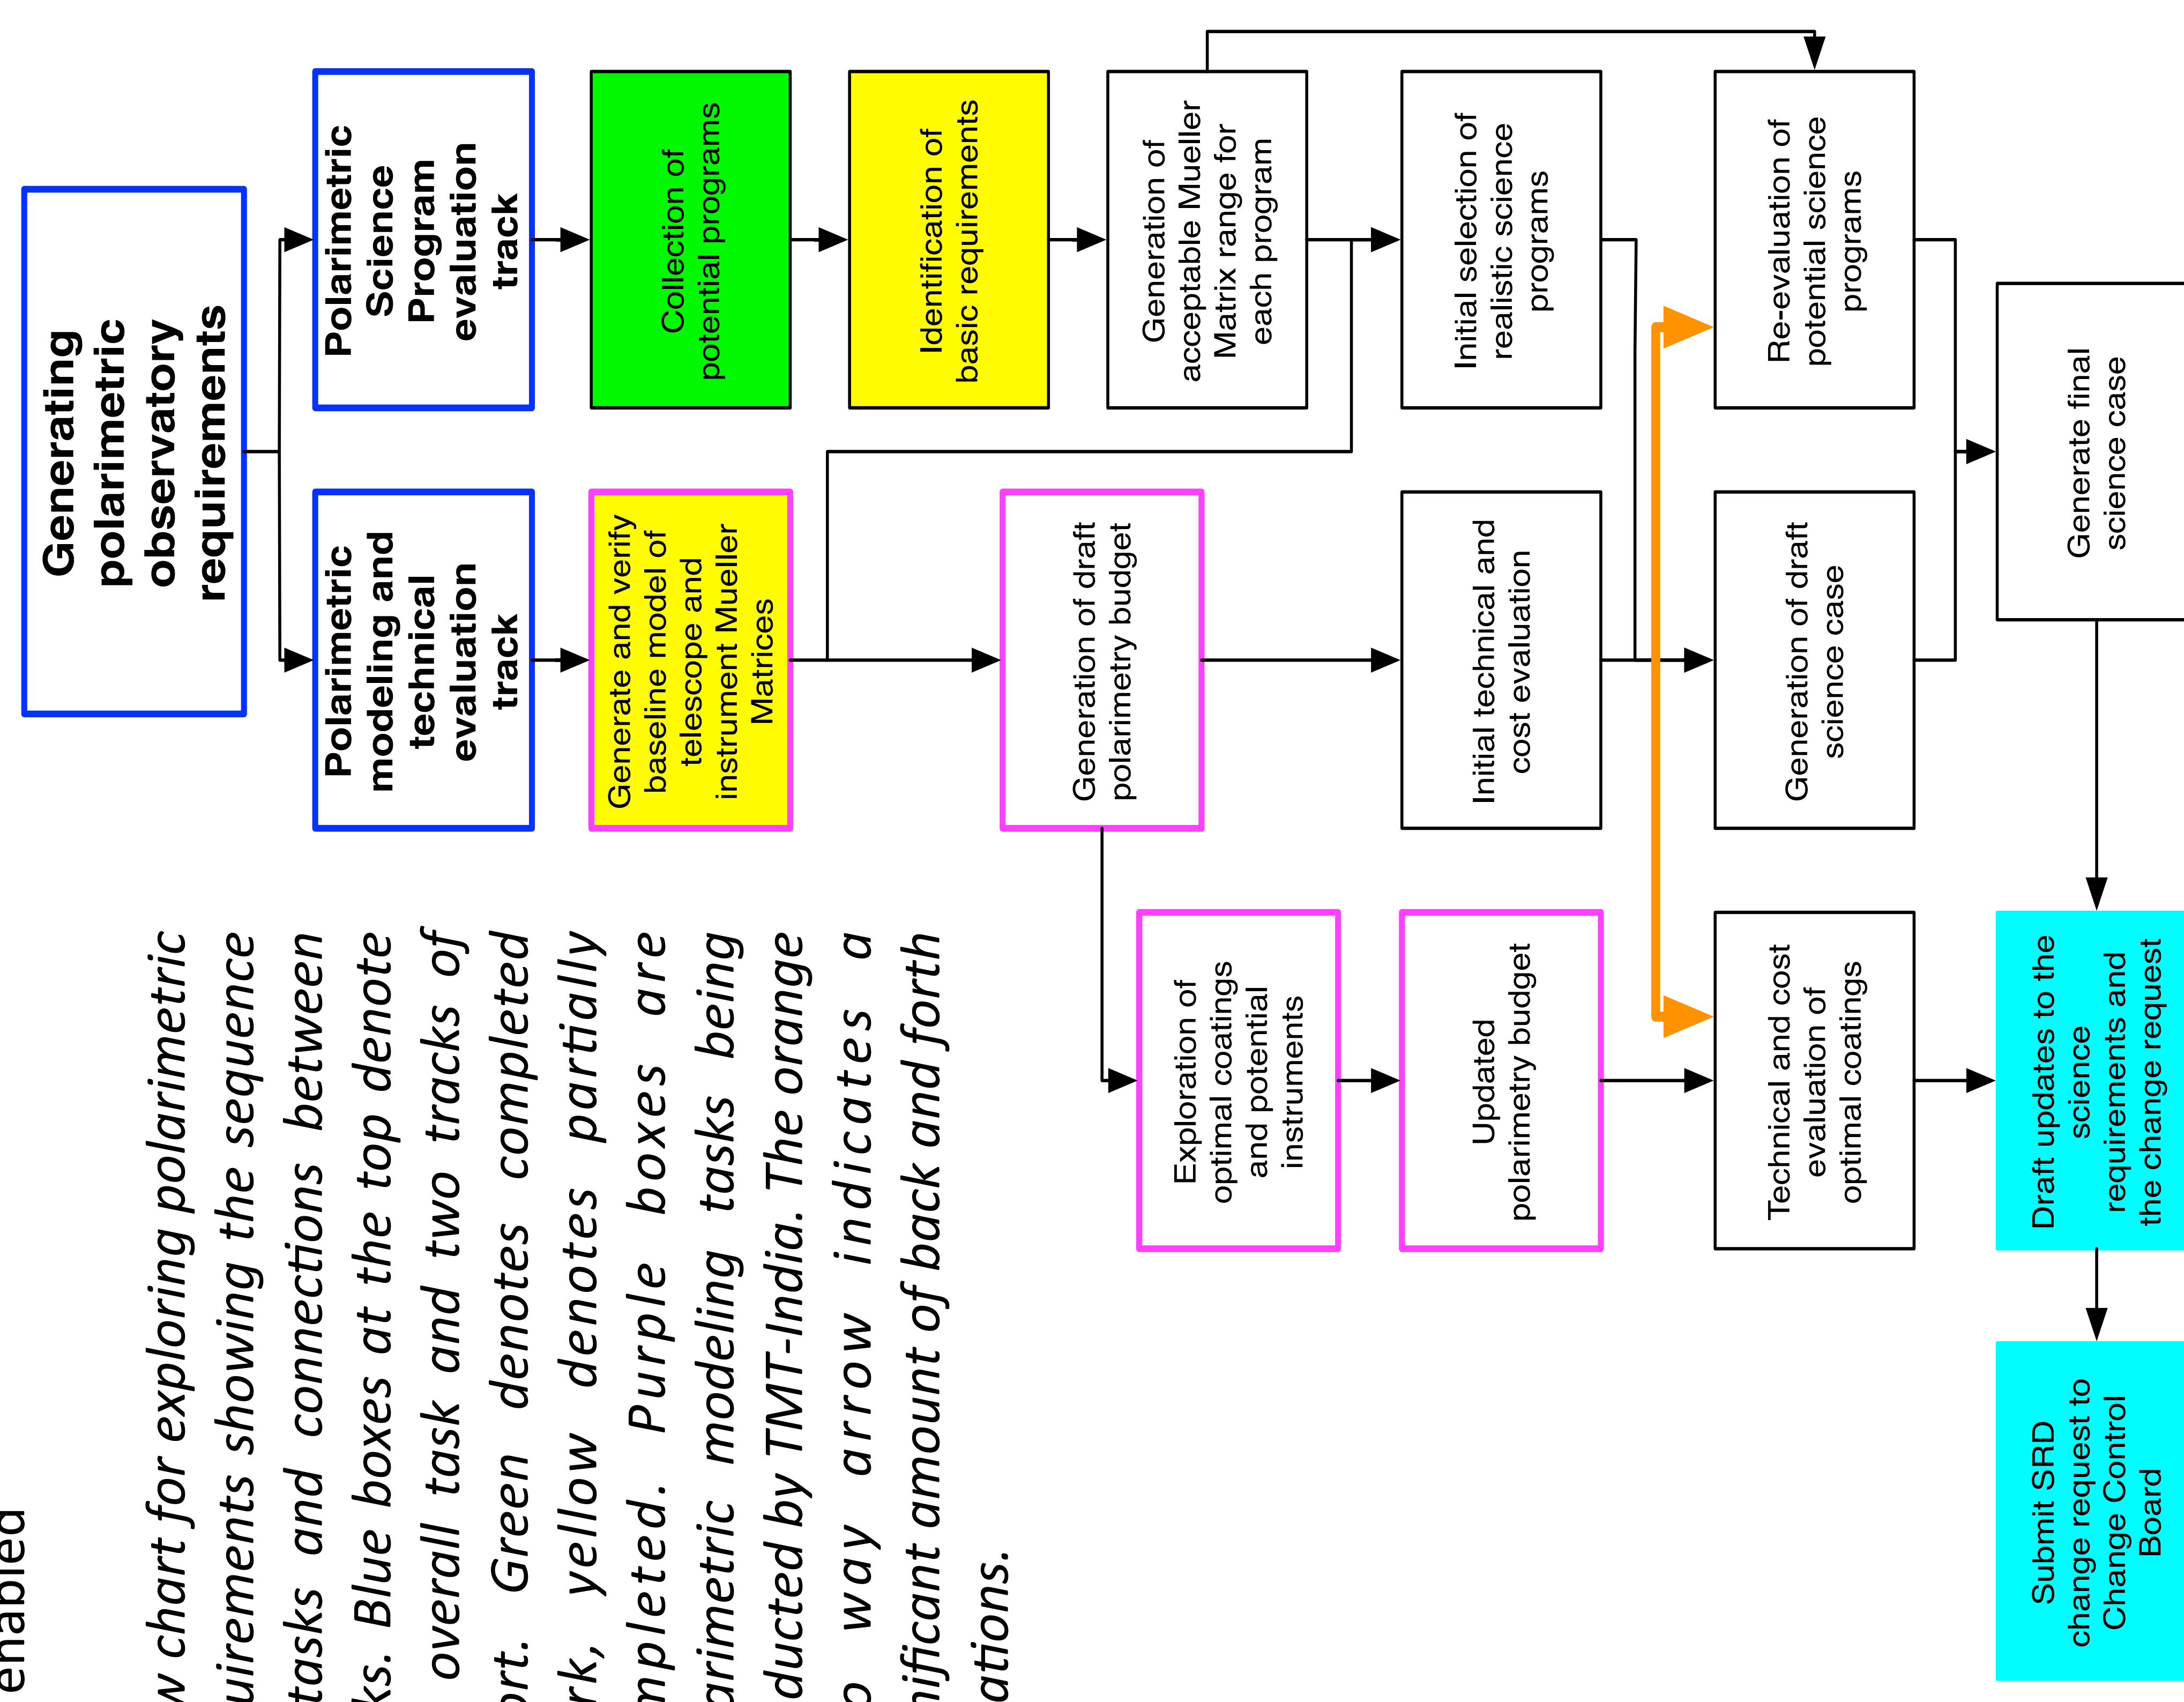 enabled
w chart for exploring polarimetric
uirements showing the sequence
tasks and connections between
ks. Blue boxes at the top denote
overall task and two tracks of
ort. Green denotes completed
rk, yellow denotes partially
mpleted. Purple boxes are
arimetric modeling tasks being
ducted by TMT-India. The orange
o way arrow indicates a
nificant amount of back and forth
ations.
Generating
polarimetric
observatory
requirements
Polarimetric
modeling and
technical
evaluation
track
Polarimetric
Science
Program
evaluation
track
Generate and verify
baseline model of
telescope and
instrument Mueller
Matrices
Collection of
potential programs
Identification of
basic requirements
Generation of draft
polarimetry budget
Generation of
acceptable Mueller
Matrix range for
each program
Exploration of
optimal coatings
and potential
instruments
Updated
polarimetry budget
Initial technical and
cost evaluation
Initial selection of
realistic science
programs
Technical and cost
evaluation of
optimal coatings
Generation of draft
science case
Re-evaluation of
potential science
programs
Submit SRD
change request to
Change Control
Board
Draft updates to the
science
requirements and
the change request
Generate final
science case